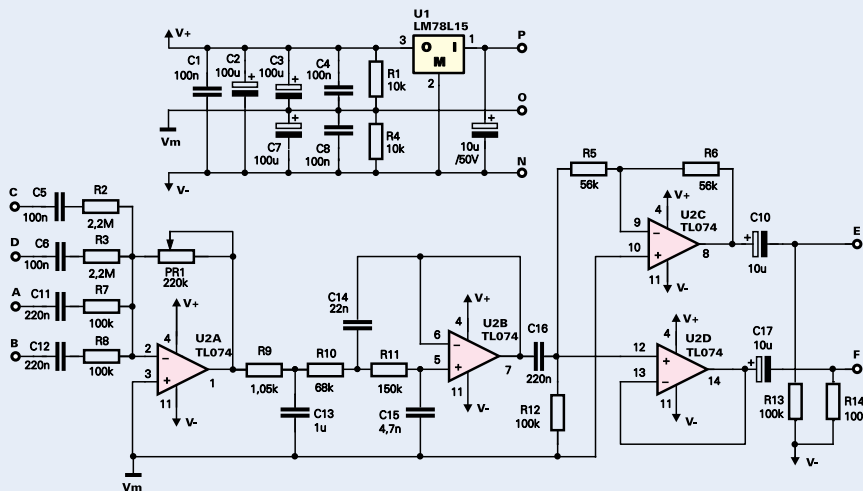 U1
LM78L15
V+
3
O
I
M
1
2
P
C1
100n
C2
100u
+
C3
100u
+
C4
100n
R1
10k
O
Vm
C7
100u
+
C8
100n
R4
10k
+
10u
/50V
N
V-
C
C5
100n
R2
2,2M
D
C6
100n
R3
2,2M
PR1
220k
A
C11
220n
R7
100k
B
C12
220n
R8
100k
V+
4
U2A
TL074
2
−
3
+
1
11
V-
R9
1,05k
R10
68k
R11
150k
C14
22n
C13
1u
C15
4,7n
V+
4
U2B
TL074
6
−
5
+
7
11
V-
C16
220n
R12
100k
R5
56k
R6
56k
V+
4
U2C
TL074
9
−
10
+
8
11
V-
C10
+
10u
E
V+
4
U2D
TL074
12
+
13
−
14
11
V-
C17
10u
+
F
R13
100k
R14
V-
Vm